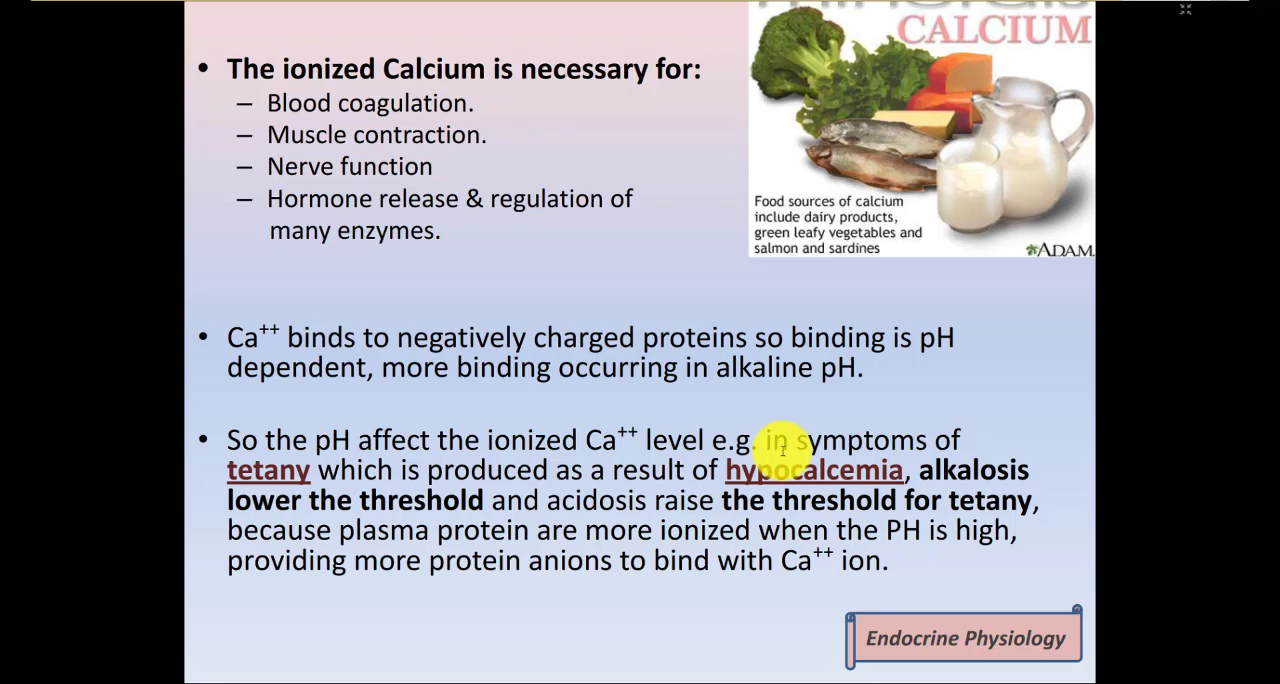 CALCIUM
• The ionized Calcium is necessary for:
– Blood coagulation.
– Muscle contraction.
– Nerve function
– Hormone release & regulation of
many enzymes.
Food sources of calcium
include dairy products,
green leafy vegetables and
salmon and sardines
ADAM.
• Ca⁺⁺ binds to negatively charged proteins so binding is pH
dependent, more binding occurring in alkaline pH.
• So the pH affect the ionized Ca⁺⁺ level e.g. in symptoms of
tetany which is produced as a result of hypocalcemia, alkalosis
lower the threshold and acidosis raise the threshold for tetany,
because plasma protein are more ionized when the PH is high,
providing more protein anions to bind with Ca⁺⁺ ion.
Endocrine Physiology